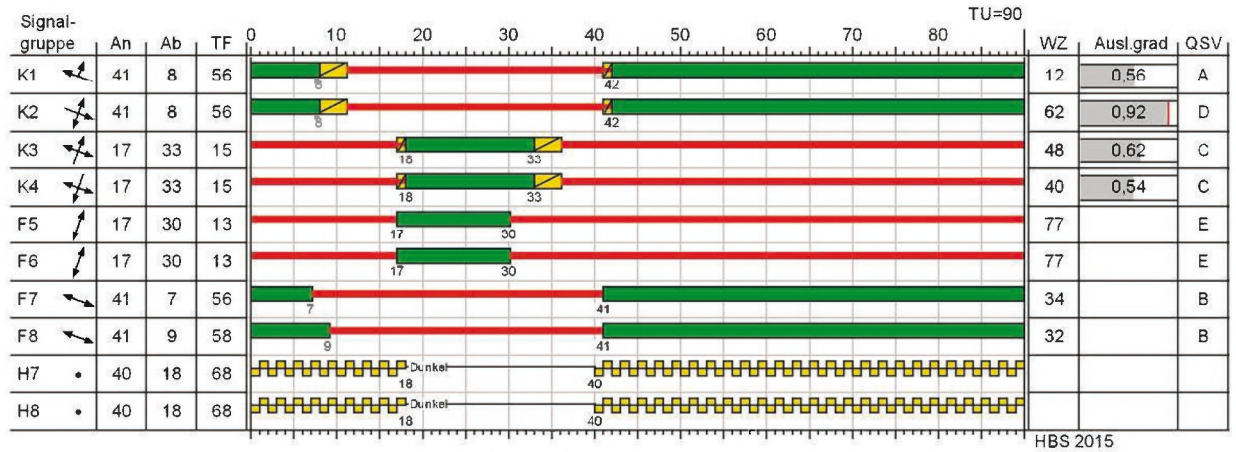 Signal-
gruppe An Ab TF 0 10 20 30 40 50 60 70 80 TU=90 WZ Ausl.grad QSV
K1 41 8 56 8 42 12 0,56 A
K2 41 8 56 8 42 62 0,92 D
K3 17 33 15 18 33 48 0,62 C
K4 17 33 15 18 33 40 0,54 C
F5 17 30 13 17 30 77 E
F6 17 30 13 17 30 77 E
F7 41 7 56 7 41 34 B
F8 41 9 58 9 41 32 B
H7 40 18 68 Dunkel 18 40
H8 40 18 68 Dunkel 18 40
HBS 2015